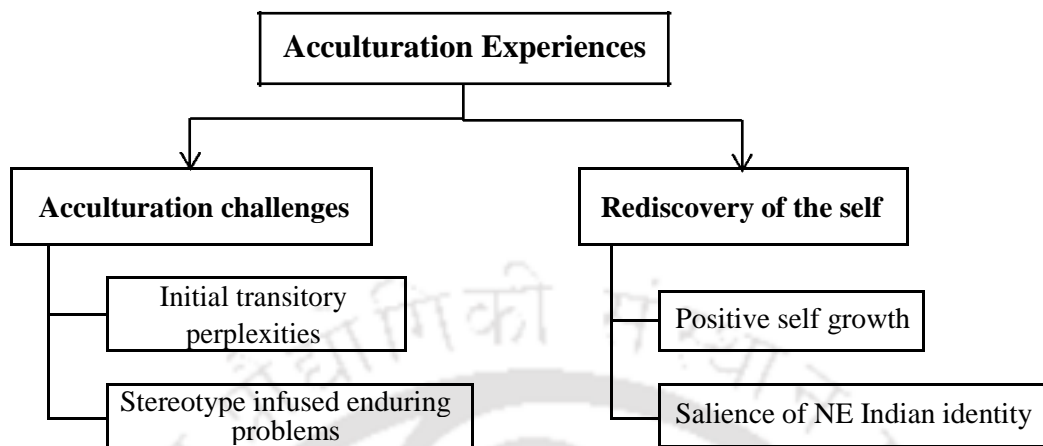 Acculturation Experiences
Acculturation challenges
Rediscovery of the self
Initial transitory
perplexities
Positive self growth
Stereotype infused enduring
problems
Salience of NE Indian identity
द्योगिकी संस्थान